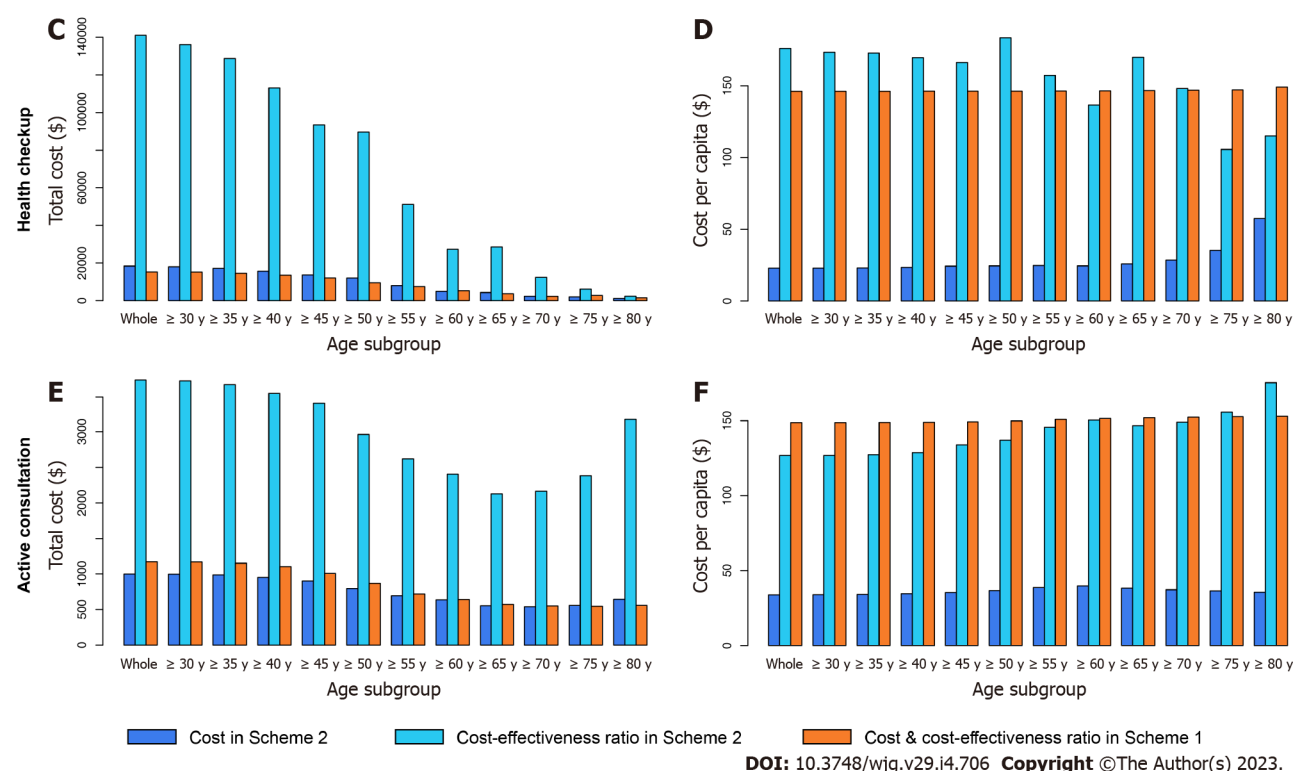 C
Health checkup
Total cost ($)
140000
100000
60000
20000
0
Whole ≥ 30 y ≥ 35 y ≥ 40 y ≥ 45 y ≥ 50 y ≥ 55 y ≥ 60 y ≥ 65 y ≥ 70 y ≥ 75 y ≥ 80 y
Age subgroup
D
Cost per capita ($)
150
100
50
0
Whole ≥ 30 y ≥ 35 y ≥ 40 y ≥ 45 y ≥ 50 y ≥ 55 y ≥ 60 y ≥ 65 y ≥ 70 y ≥ 75 y ≥ 80 y
Age subgroup
E
Active consultation
Total cost ($)
3000
2000
1000
500
0
Whole ≥ 30 y ≥ 35 y ≥ 40 y ≥ 45 y ≥ 50 y ≥ 55 y ≥ 60 y ≥ 65 y ≥ 70 y ≥ 75 y ≥ 80 y
Age subgroup
F
Cost per capita ($)
150
100
50
0
Whole ≥ 30 y ≥ 35 y ≥ 40 y ≥ 45 y ≥ 50 y ≥ 55 y ≥ 60 y ≥ 65 y ≥ 70 y ≥ 75 y ≥ 80 y
Age subgroup
Cost in Scheme 2
Cost-effectiveness ratio in Scheme 2
Cost & cost-effectiveness ratio in Scheme 1
DOI: 10.3748/wjg.v29.i4.706 Copyright ©The Author(s) 2023.